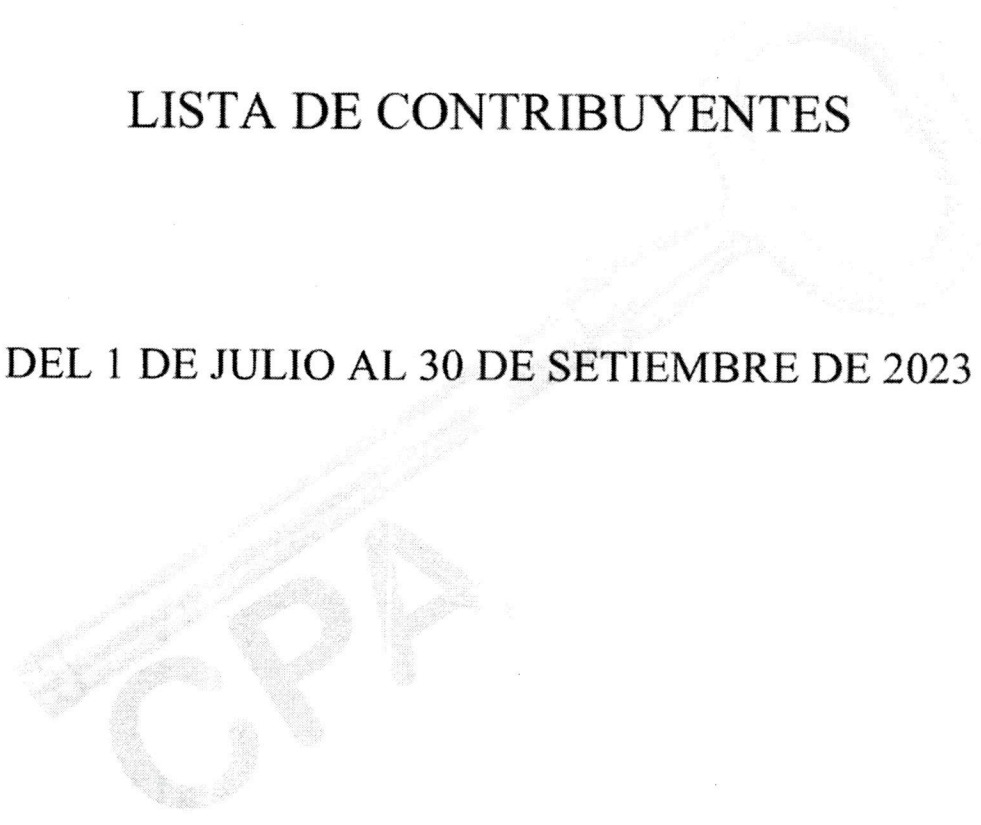 LISTA DE CONTRIBUYENTES
DEL 1 DE JULIO AL 30 DE SETIEMBRE DE 2023
CPA